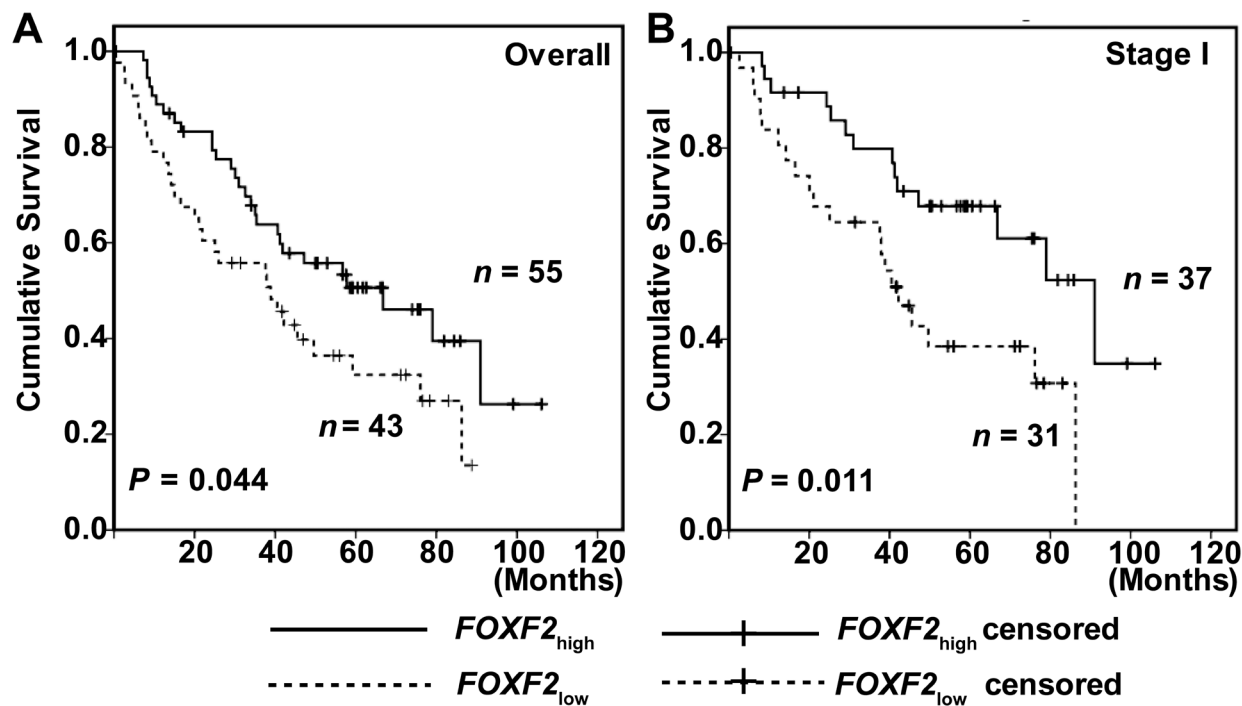 A
Overall
Cumulative Survival
1.0
0.8
0.6
0.4
0.2
0.0
n = 55
n = 43
P = 0.044
20 40 60 80 100 120
(Months)
B
Stage I
Cumulative Survival
1.0
0.8
0.6
0.4
0.2
0.0
n = 37
n = 31
P = 0.011
20 40 60 80 100 120
(Months)
FOXF2high
FOXF2high censored
FOXF2low
FOXF2low censored